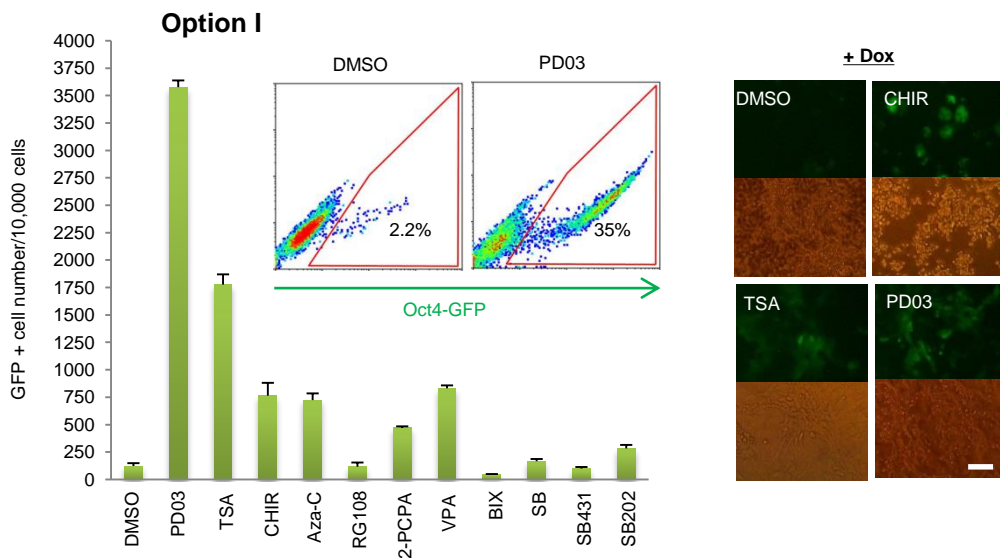 Option I
4000
3750
3500
3250
3000
2750
2500
2250
2000
1750
1500
1250
1000
750
500
250
0
GFP + cell number/10,000 cells
DMSO
PD03
TSA
CHIR
Aza-C
RG108
2-PCPA
VPA
BIX
SB
SB431
SB202
DMSO
PD03
2.2%
35%
Oct4-GFP
+ Dox
DMSO
CHIR
TSA
PD03